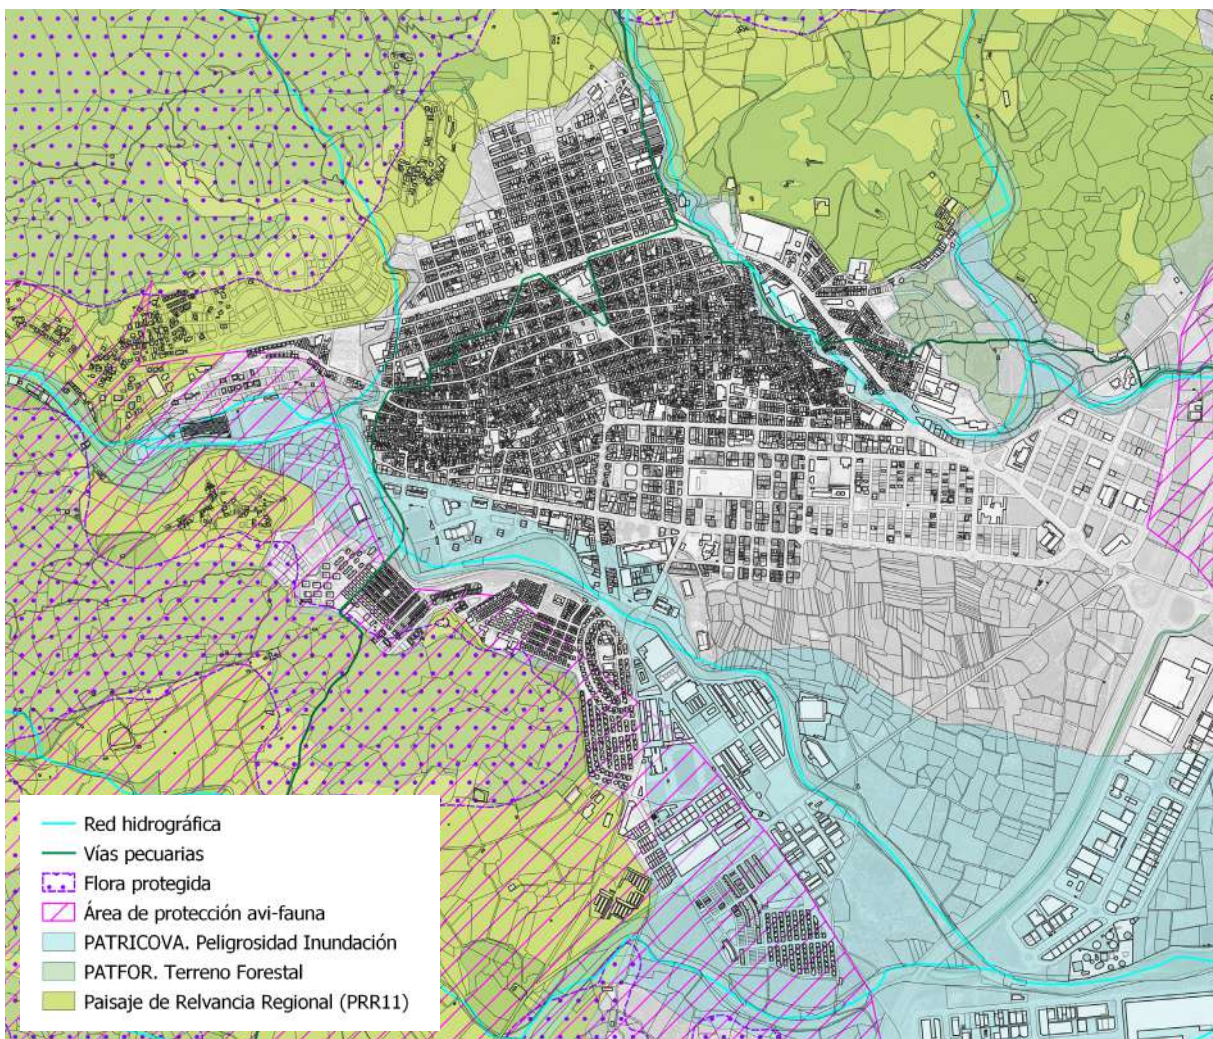 Red hidrográfica
Vías pecuarias
Flora protegida
Área de protección avi-fauna
PATRICOVA. Peligrosidad Inundación
PATFOR. Terreno Forestal
Paisaje de Relvancia Regional (PRR11)